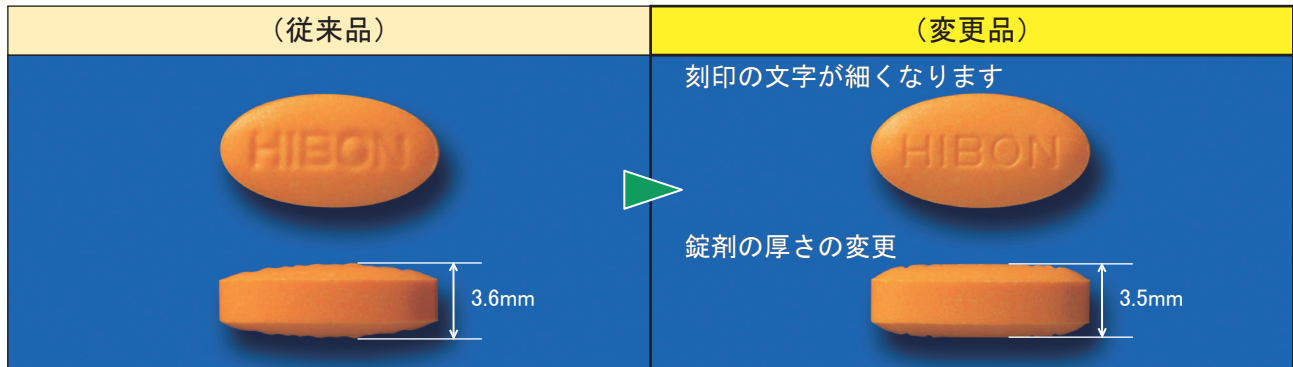 (従来品)
(変更品)
刻印の文字が細くなります
HIBON
HIBON
錠剤の厚さの変更
3.6mm
3.5mm